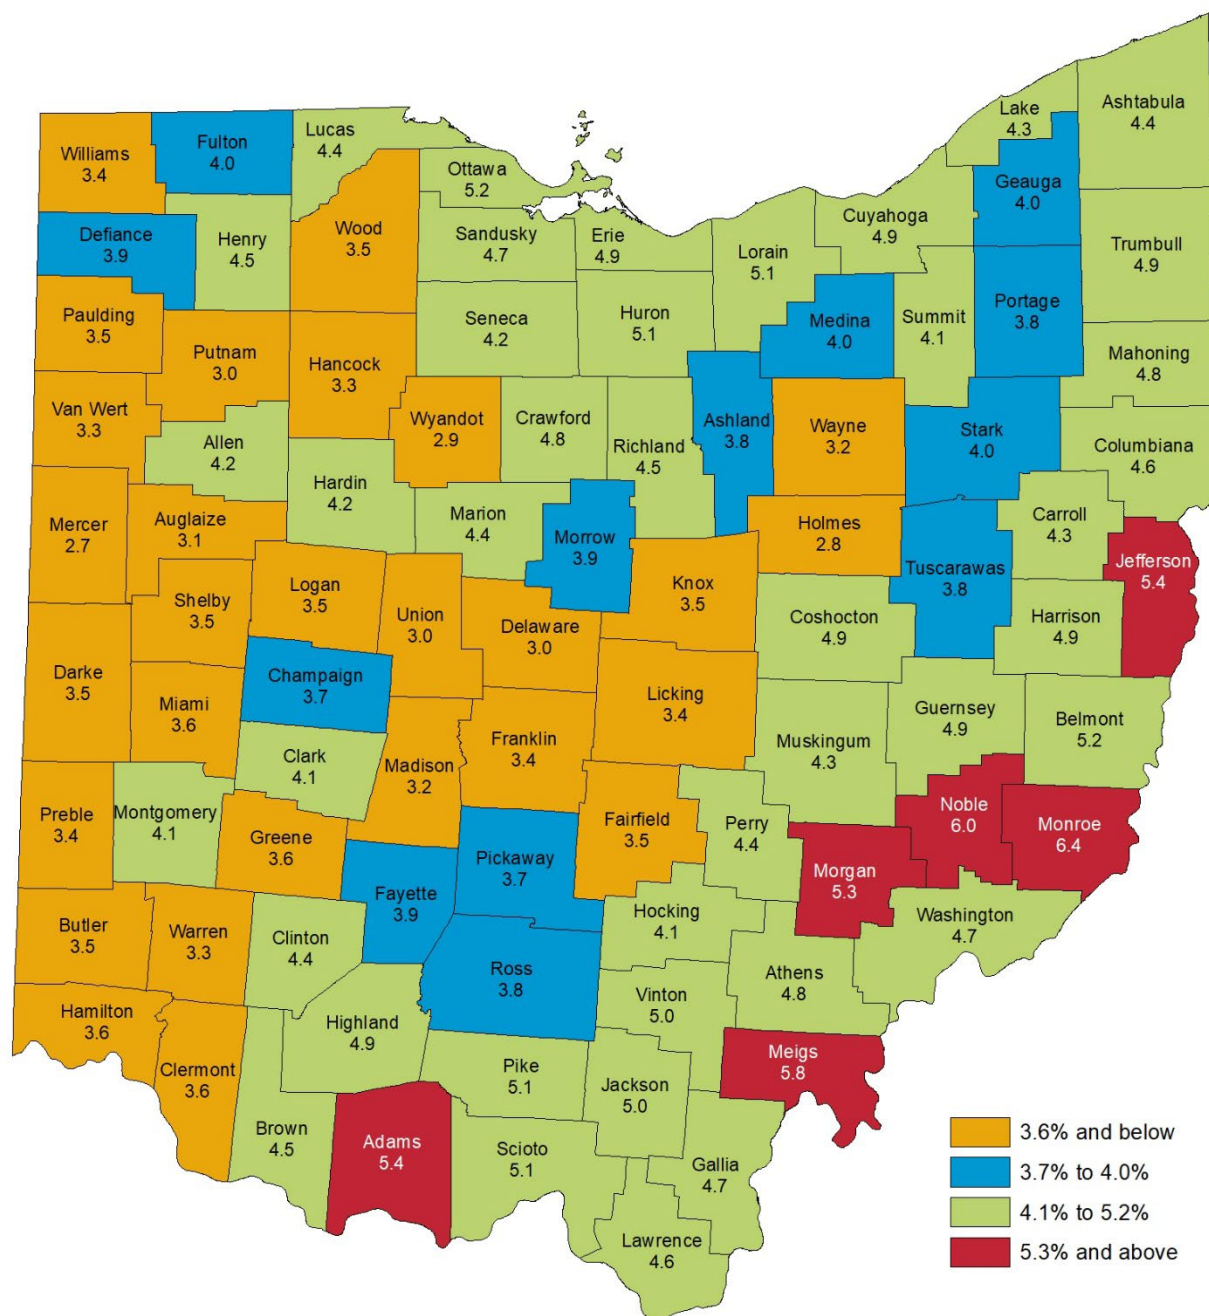 Lake
4.3
Ashtabula
4.4
Lucas
4.4
Fulton
4.0
Williams
3.4
Ottawa
5.2
Geauga
4.0
Cuyahoga
4.9
Wood
3.5
Sandusky
4.7
Erie
4.9
Defiance
3.9
Henry
4.5
Lorain
5.1
Trumbull
4.9
Portage
3.8
Paulding
3.5
Seneca
4.2
Huron
5.1
Medina
4.0
Summit
4.1
Putnam
3.0
Hancock
3.3
Mahoning
4.8
Van Wert
3.3
Wyandot
2.9
Crawford
4.8
Ashland
3.8
Wayne
3.2
Stark
4.0
Allen
4.2
Richland
4.5
Columbiana
4.6
Hardin
4.2
Mercer
2.7
Auglaize
3.1
Marion
4.4
Morrow
3.9
Holmes
2.8
Carroll
4.3
Jefferson
5.4
Tuscarawas
3.8
Logan
3.5
Shelby
3.5
Union
3.0
Knox
3.5
Delaware
3.0
Coshocton
4.9
Harrison
4.9
Darke
3.5
Champaign
3.7
Miami
3.6
Licking
3.4
Guernsey
4.9
Belmont
5.2
Franklin
3.4
Muskingum
4.3
Clark
4.1
Madison
3.2
Preble
3.4
Montgomery
4.1
Greene
3.6
Fairfield
3.5
Perry
4.4
Noble
6.0
Monroe
6.4
Pickaway
3.7
Morgan
5.3
Fayette
3.9
Hocking
4.1
Washington
4.7
Butler
3.5
Warren
3.3
Clinton
4.4
Ross
3.8
Athens
4.8
Vinton
5.0
Hamilton
3.6
Highland
4.9
Clermont
3.6
Pike
5.1
Jackson
5.0
Meigs
5.8
Brown
4.5
Adams
5.4
Scioto
5.1
Gallia
4.7
Lawrence
4.6
3.6% and below
3.7% to 4.0%
4.1% to 5.2%
5.3% and above